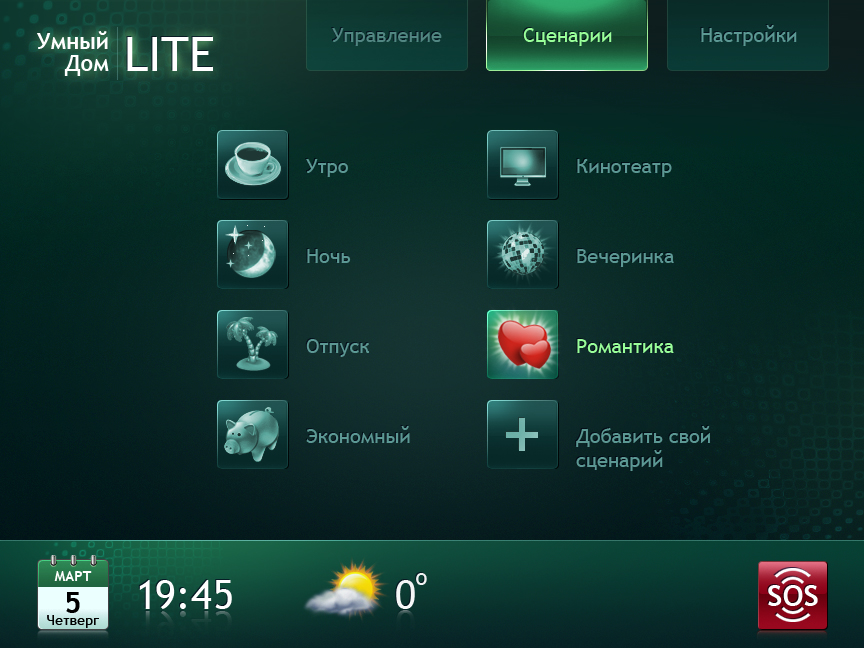 Умный
Дом
LITE
Управление
Сценарии
Настройки
Утро
Кинотеатр
Ночь
Вечеринка
Отпуск
Романтика
Экономный
Добавить свой
сценарий
МАРТ
5
Четверг
19:45
0°
SOS